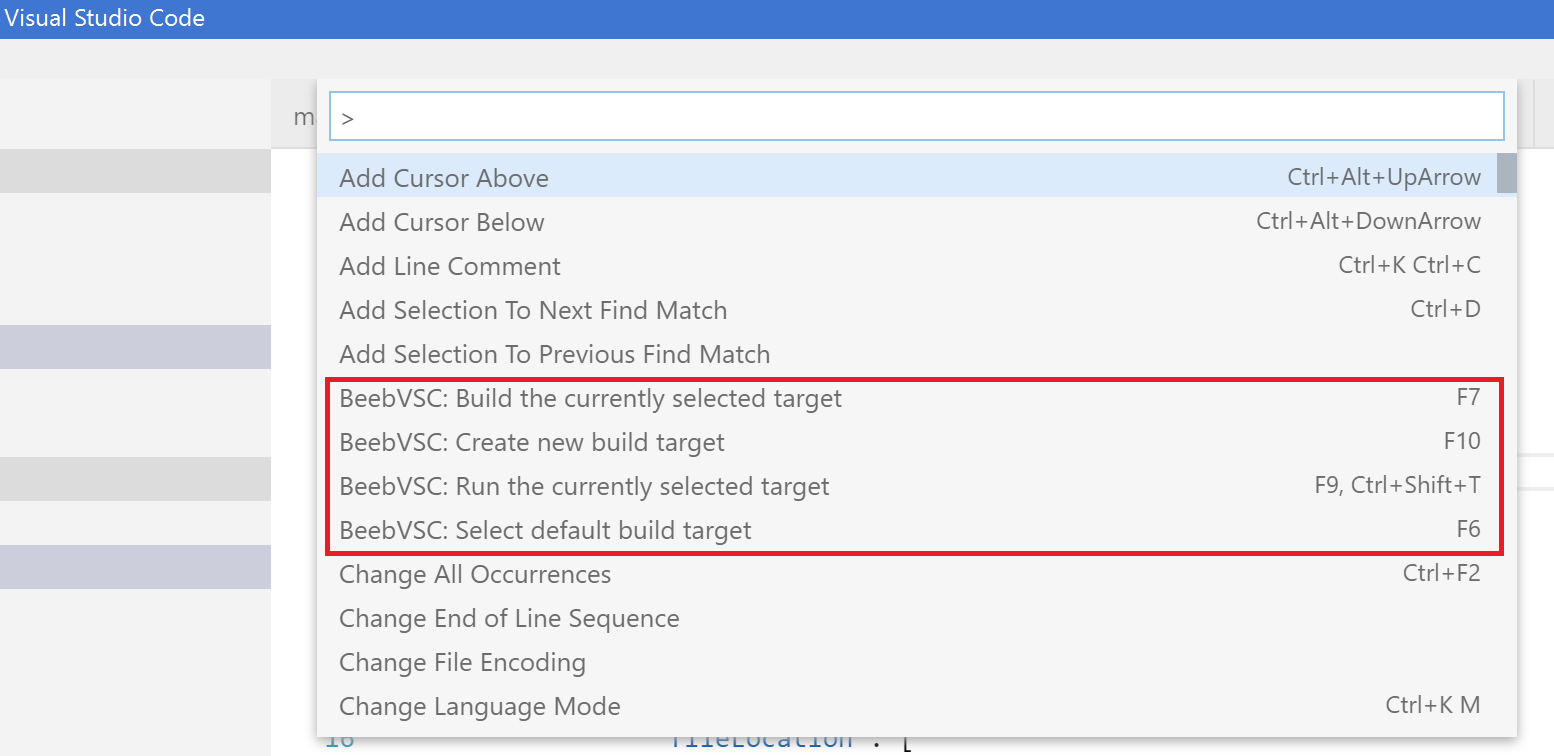 Visual Studio Code
m
>
Add Cursor Above Ctrl+Alt+UpArrow
Add Cursor Below Ctrl+Alt+DownArrow
Add Line Comment Ctrl+K Ctrl+C
Add Selection To Next Find Match Ctrl+D
Add Selection To Previous Find Match
BeebVSC: Build the currently selected target F7
BeebVSC: Create new build target F10
BeebVSC: Run the currently selected target F9, Ctrl+Shift+T
BeebVSC: Select default build target F6
Change All Occurrences Ctrl+F2
Change End of Line Sequence
Change File Encoding
Change Language Mode Ctrl+K M
16 fileLocation : [